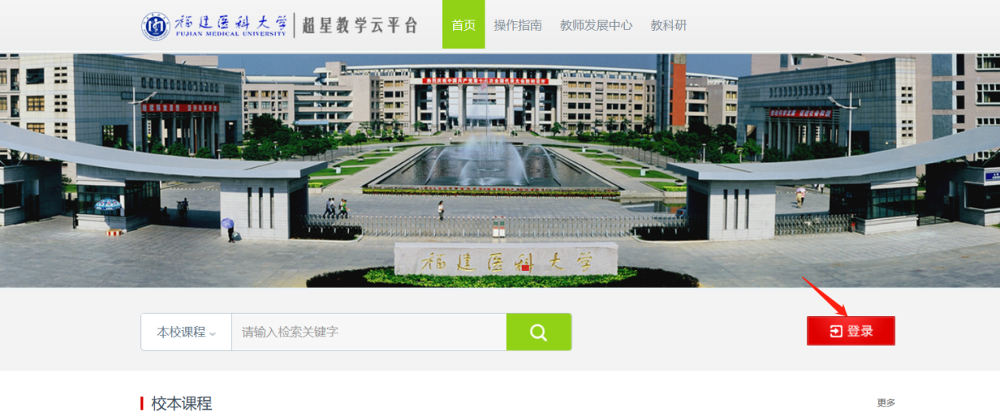 福建医科大学
FUJIAN MEDICAL UNIVERSITY
超星教学云平台
首页 操作指南 教师发展中心 教科研
福建医科大学
本校课程
请输入检索关键字
登录
校本课程
更多